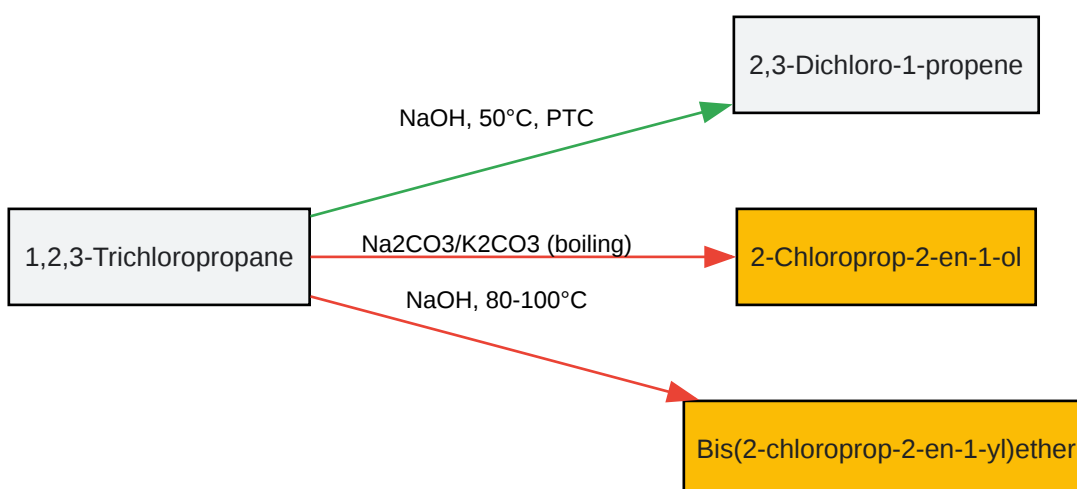 2,3-Dichloro-1-propene
NaOH, 50°C, PTC
1,2,3-Trichloropropane
Na2CO3/K2CO3 (boiling)
2-Chloroprop-2-en-1-ol
NaOH, 80-100°C
Bis(2-chloroprop-2-en-1-yl)ether